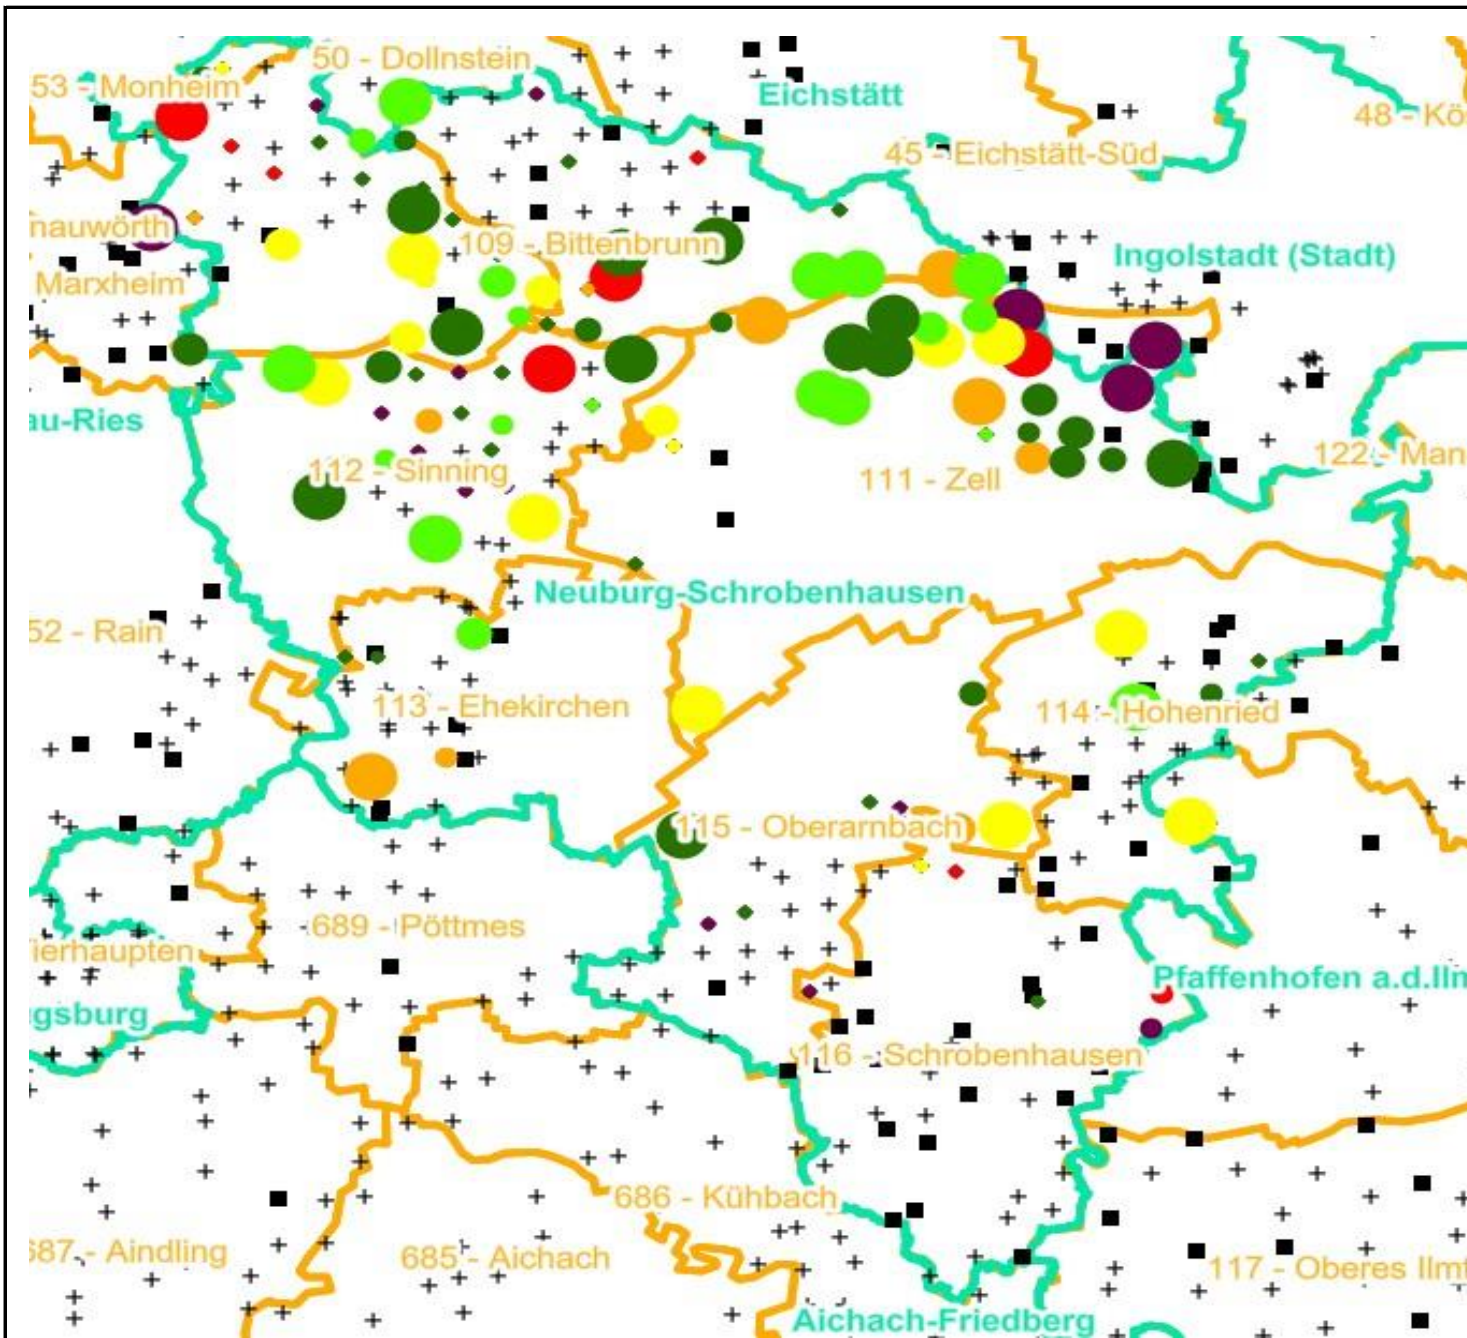 50 - Dollnstein
53 - Monheim
Eichstätt
48 - Kö
45 - Eichstätt-Süd
nauwörth
109 - Bittenbrunn
Ingolstadt (Stadt)
Marxheim
au-Ries
122 - Man
112 - Sinning
111 - Zell
Neuburg-Schrobenhausen
52 - Rain
113 - Ehekirchen
114 - Hohenried
115 - Oberarnbach
689 - Pöttmes
ierhaupten
Pfaffenhofen a.d.Ilm
gsburg
116 - Schrobenhausen
686 - Kühbach
687 - Aindling
685 - Aichach
117 - Oberes Ilmt
Aichach-Friedberg